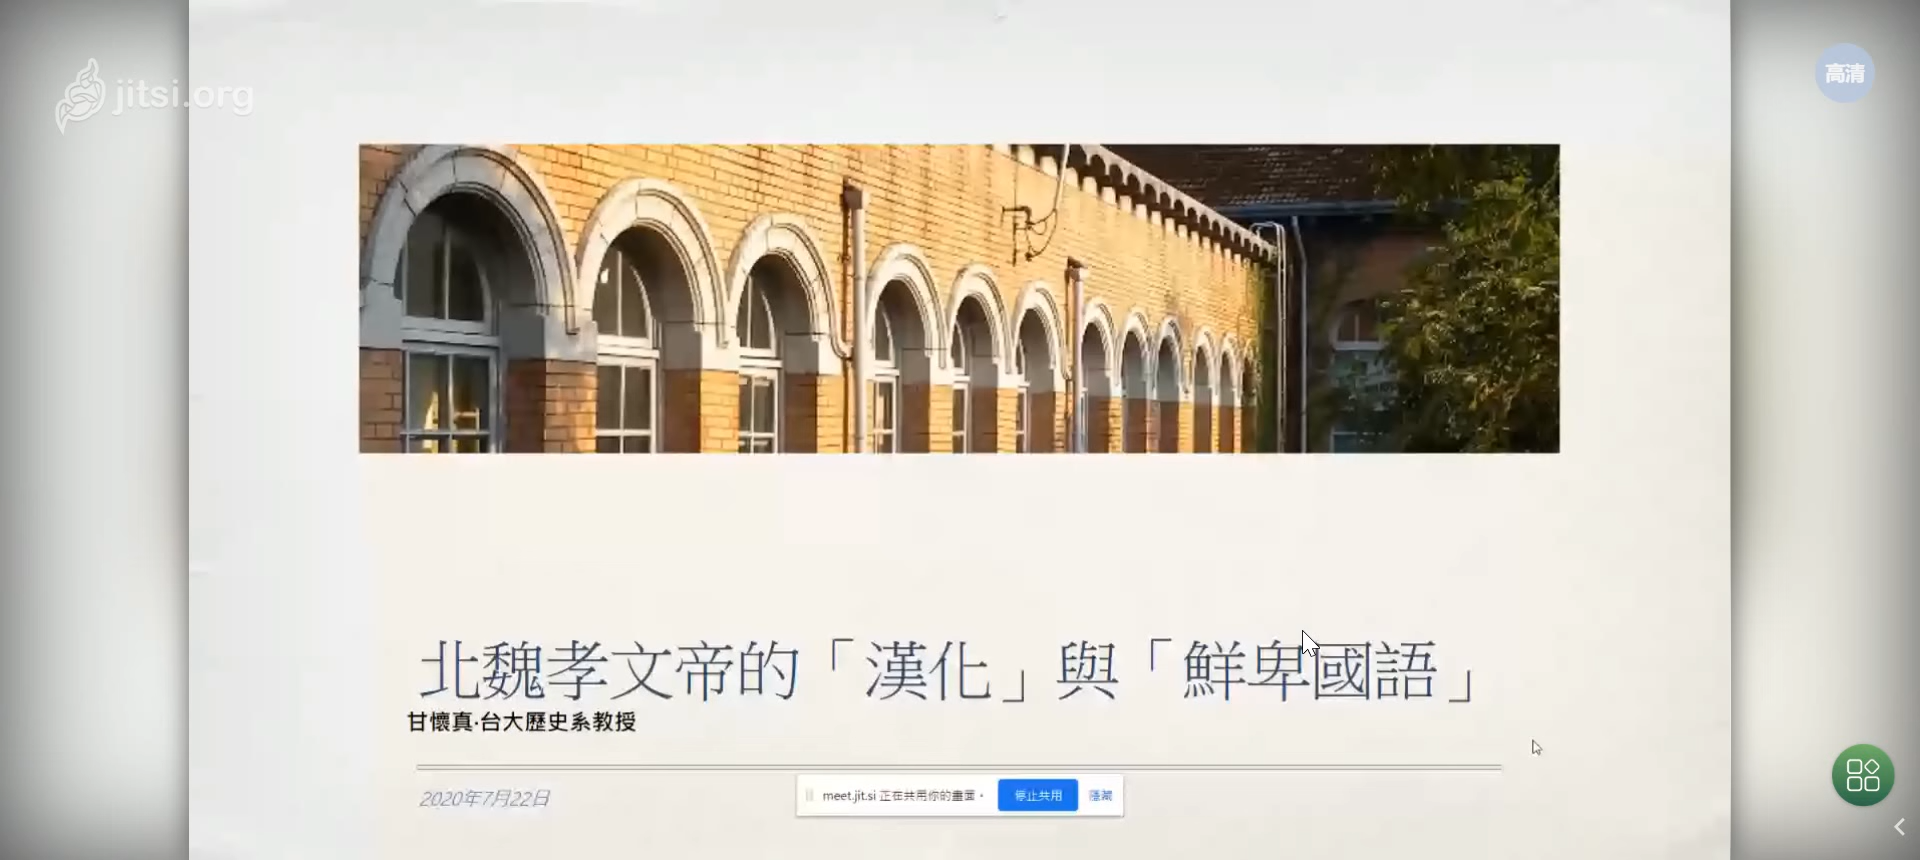 jitsi.org
高清
北魏孝文帝的「漢化」與「鮮卑國語」
甘懷真·台大歷史系教授
2020年7月22日
meet.jit.si 正在共用你的畫面。
停止共用
隱藏